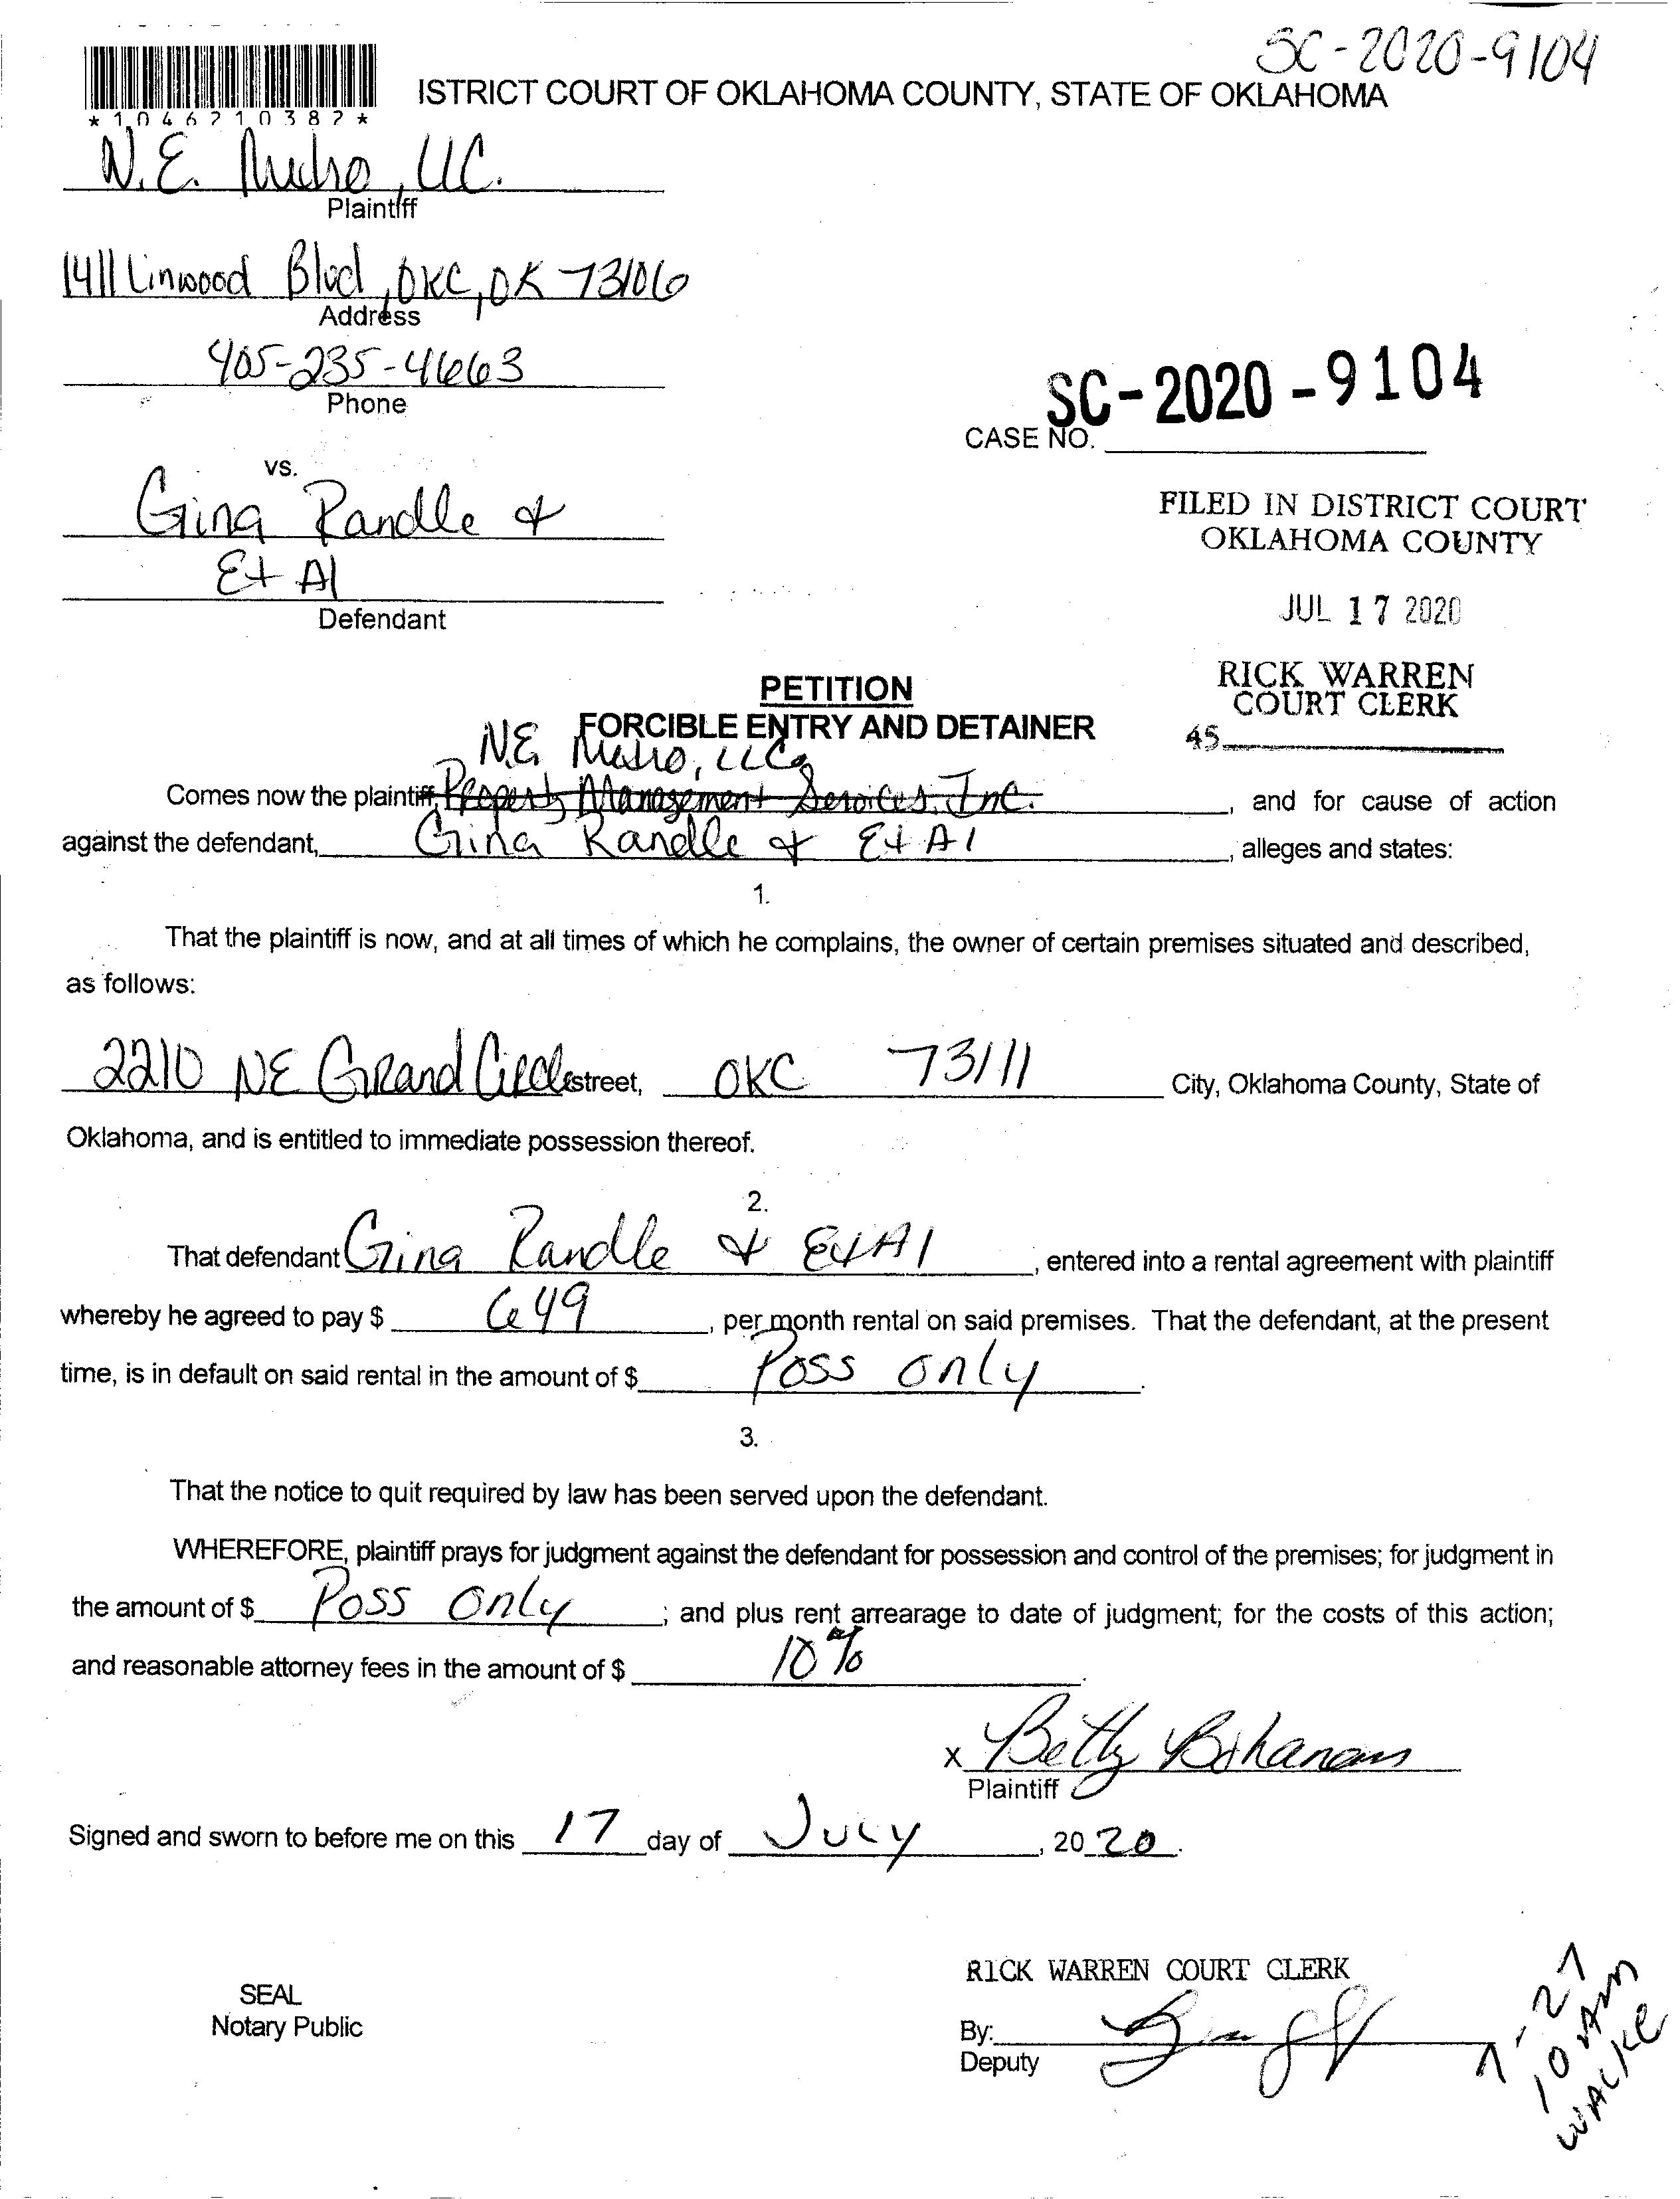 SC-2020-9104
*1046210382*
ISTRICT COURT OF OKLAHOMA COUNTY, STATE OF OKLAHOMA
N.E. Metro, LLC.
Plaintiff
1411 Linwood Blvd, OKC, OK 73106
Address
405-235-4663
Phone
SC-2020-9104
CASE NO.
vs.
Gina Randle &
Et Al
Defendant
FILED IN DISTRICT COURT
OKLAHOMA COUNTY
JUL 17 2020
RICK WARREN
COURT CLERK
45
PETITION
FORCIBLE ENTRY AND DETAINER
N.E. Metro, LLC
Comes now the plaintiff, Property Management Services, Inc. , and for cause of action
against the defendant, Gina Randle & Et Al , alleges and states:
1.
That the plaintiff is now, and at all times of which he complains, the owner of certain premises situated and described,
as follows:
2210 NE Grand Circle street, OKC 73111 City, Oklahoma County, State of
Oklahoma, and is entitled to immediate possession thereof.
2.
That defendant Gina Randle & Et Al , entered into a rental agreement with plaintiff
whereby he agreed to pay $ 649 , per month rental on said premises. That the defendant, at the present
time, is in default on said rental in the amount of $ Poss only .
3.
That the notice to quit required by law has been served upon the defendant.
WHEREFORE, plaintiff prays for judgment against the defendant for possession and control of the premises; for judgment in
the amount of $ Poss only ; and plus rent arrearage to date of judgment; for the costs of this action;
and reasonable attorney fees in the amount of $ 10% .
x Betty Bohanon
Plaintiff
Signed and sworn to before me on this 17 day of July , 20 20 .
SEAL
Notary Public
RICK WARREN COURT CLERK
By:
Deputy
7-27
10 AM